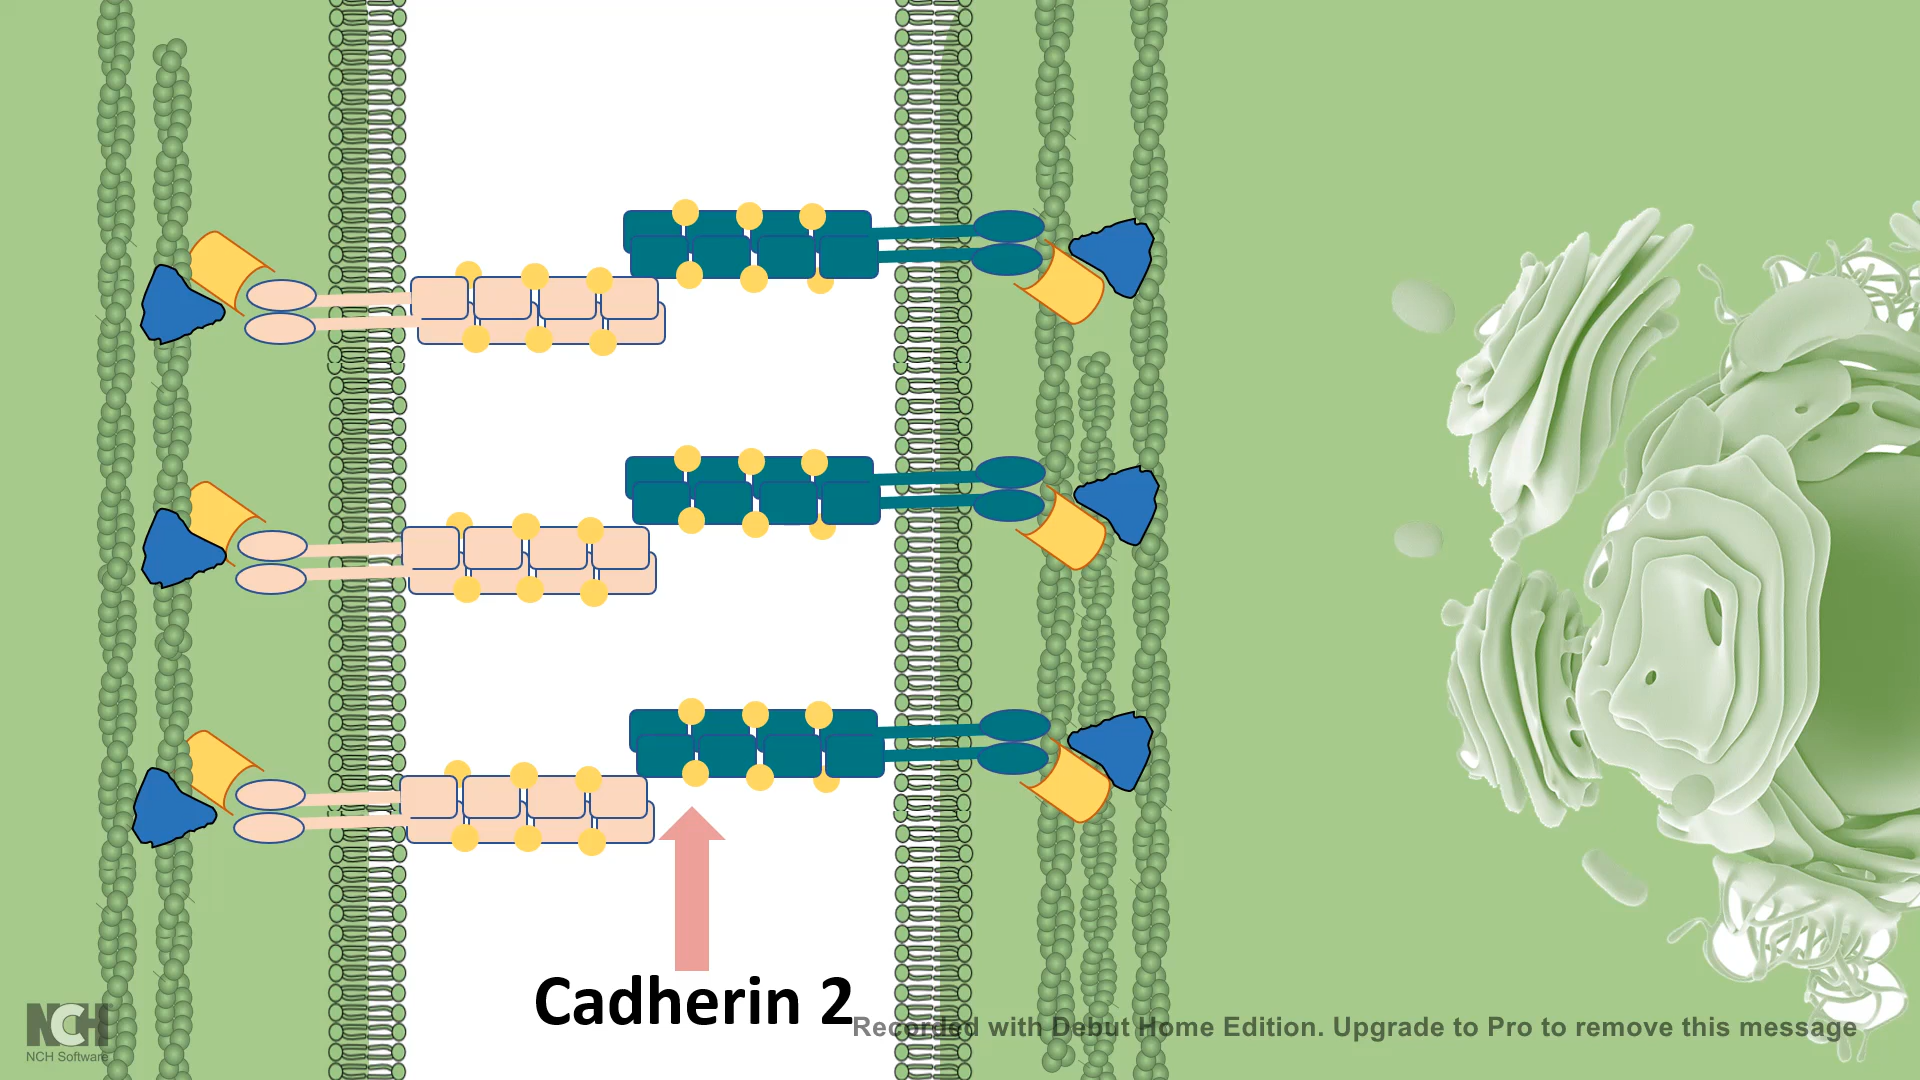 Cadherin 2
Recorded with Debut Home Edition. Upgrade to Pro to remove this message
NCH
NCH Software